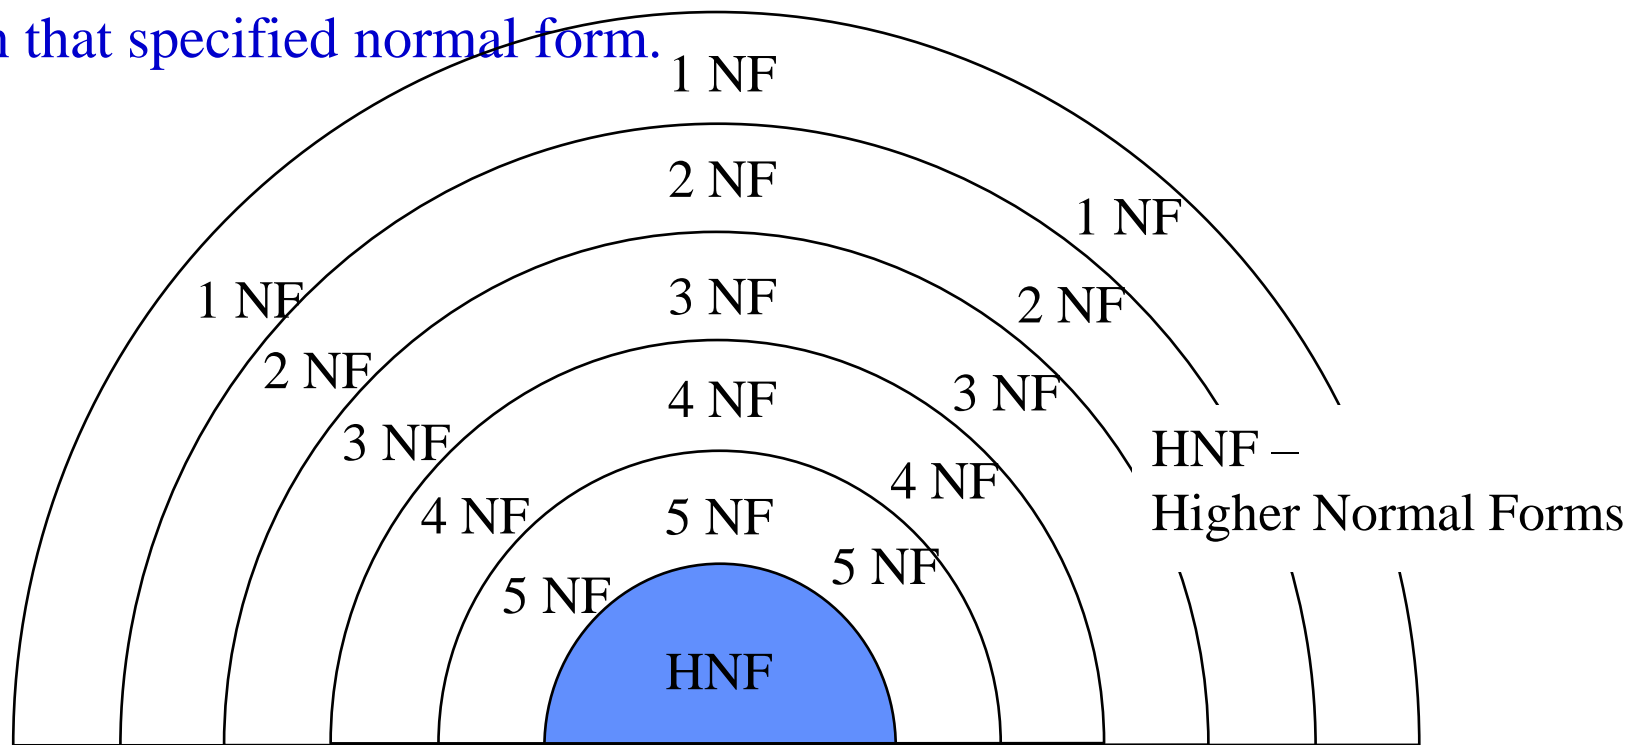 that specified normal form.
1 NF
2 NF
1 NF
3 NF
2 NF
1 NF
2 NF
4 NF
3 NF
3 NF
HNF –
4 NF
Higher Normal Forms
4 NF
5 NF
5 NF
5 NF
HNF